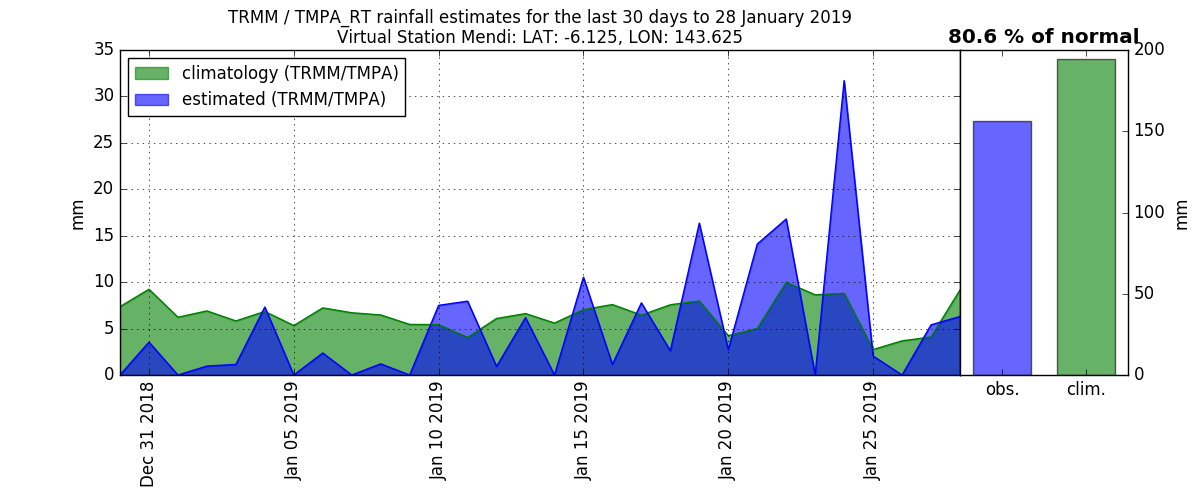 TRMM / TMPA_RT rainfall estimates for the last 30 days to 28 January 2019
Virtual Station Mendi: LAT: -6.125, LON: 143.625
80.6 % of normal
climatology (TRMM/TMPA)
estimated (TRMM/TMPA)
35
30
25
20
15
10
5
0
mm
200
150
100
50
0
mm
Dec 31 2018
Jan 05 2019
Jan 10 2019
Jan 15 2019
Jan 20 2019
Jan 25 2019
obs.
clim.